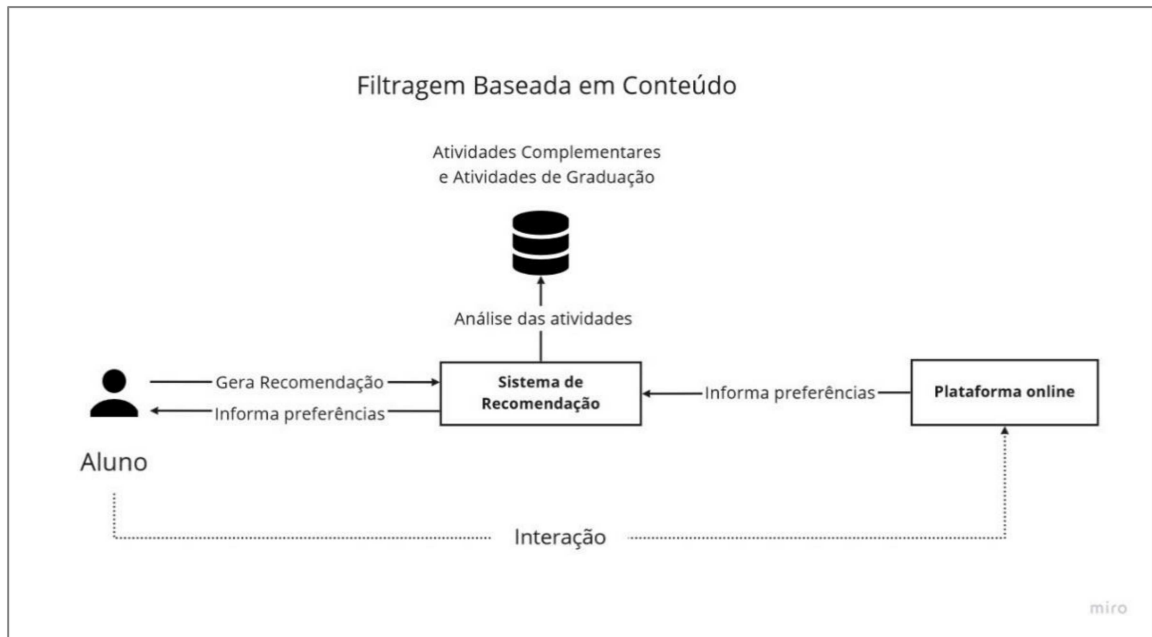 Filtragem Baseada em Conteúdo
Atividades Complementares
e Atividades de Graduação
Análise das atividades
Gera Recomendação
Informa preferências
Sistema de
Recomendação
Informa preferências
Plataforma online
Aluno
Interação
miro